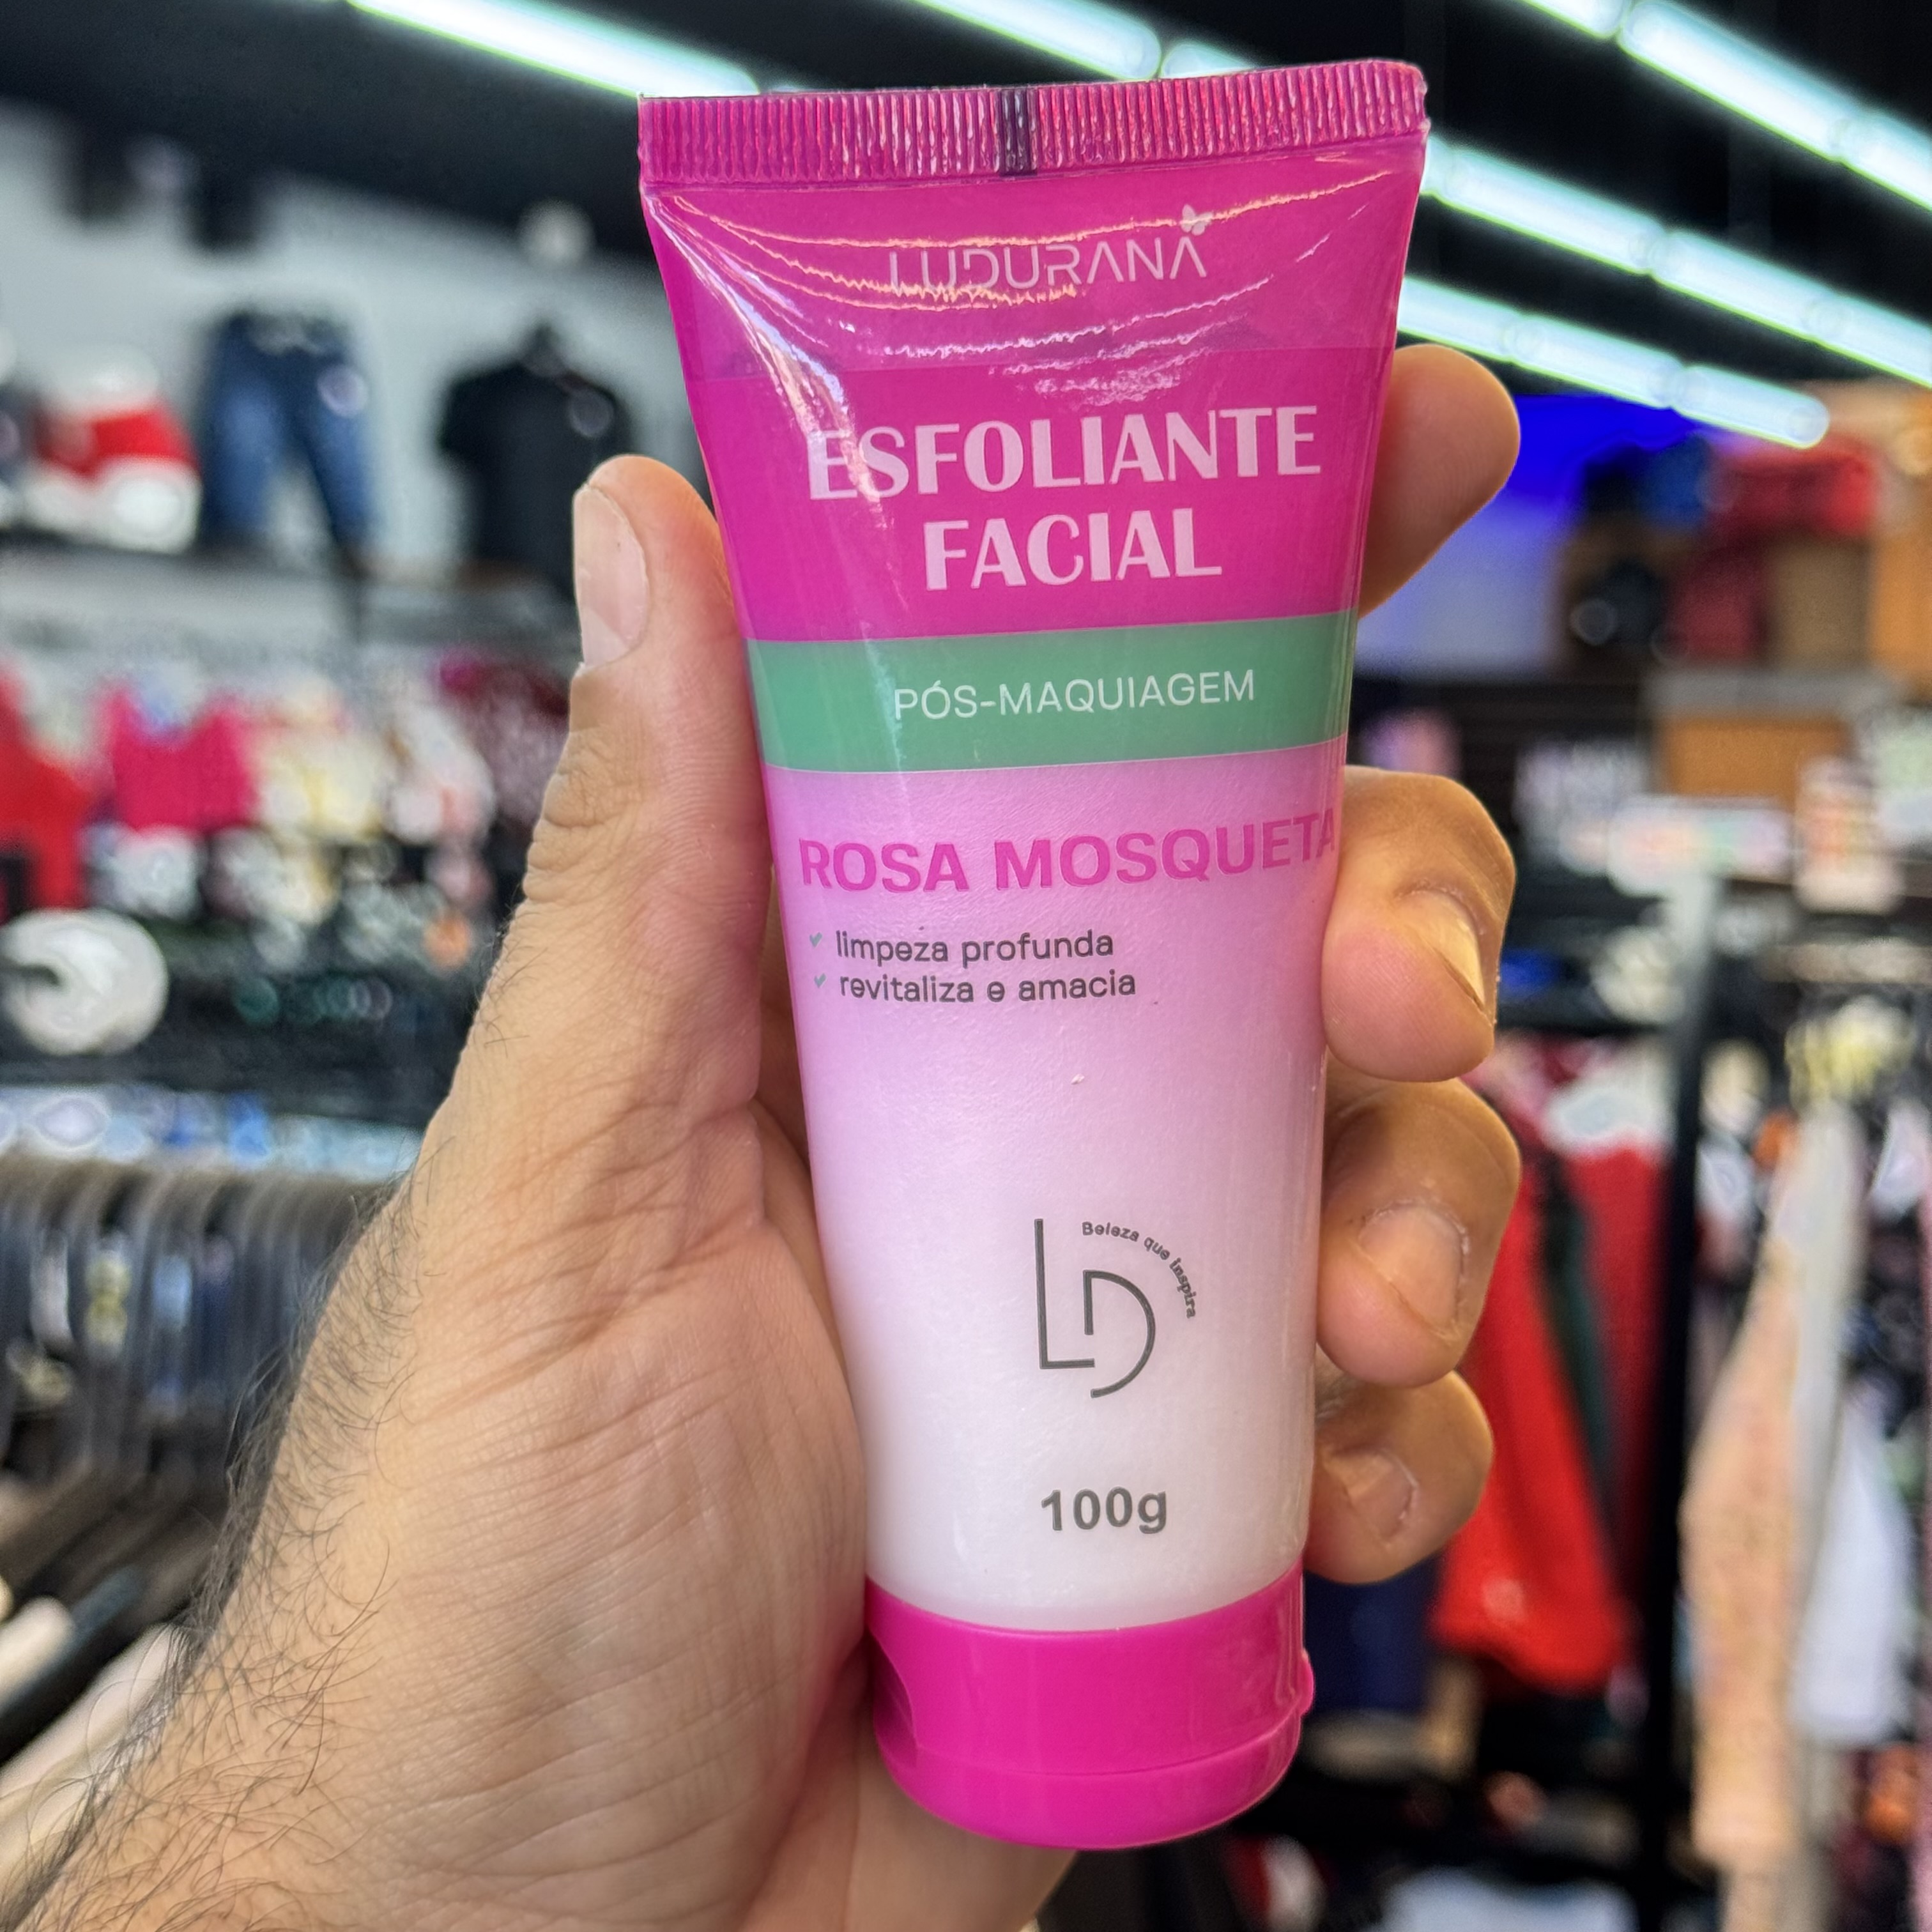 LUDURANA
ESFOLIANTE
FACIAL
PÓS-MAQUIAGEM
ROSA MOSQUETA
limpeza profunda
revitaliza e amacia
Beleza que inspira
LD
100g